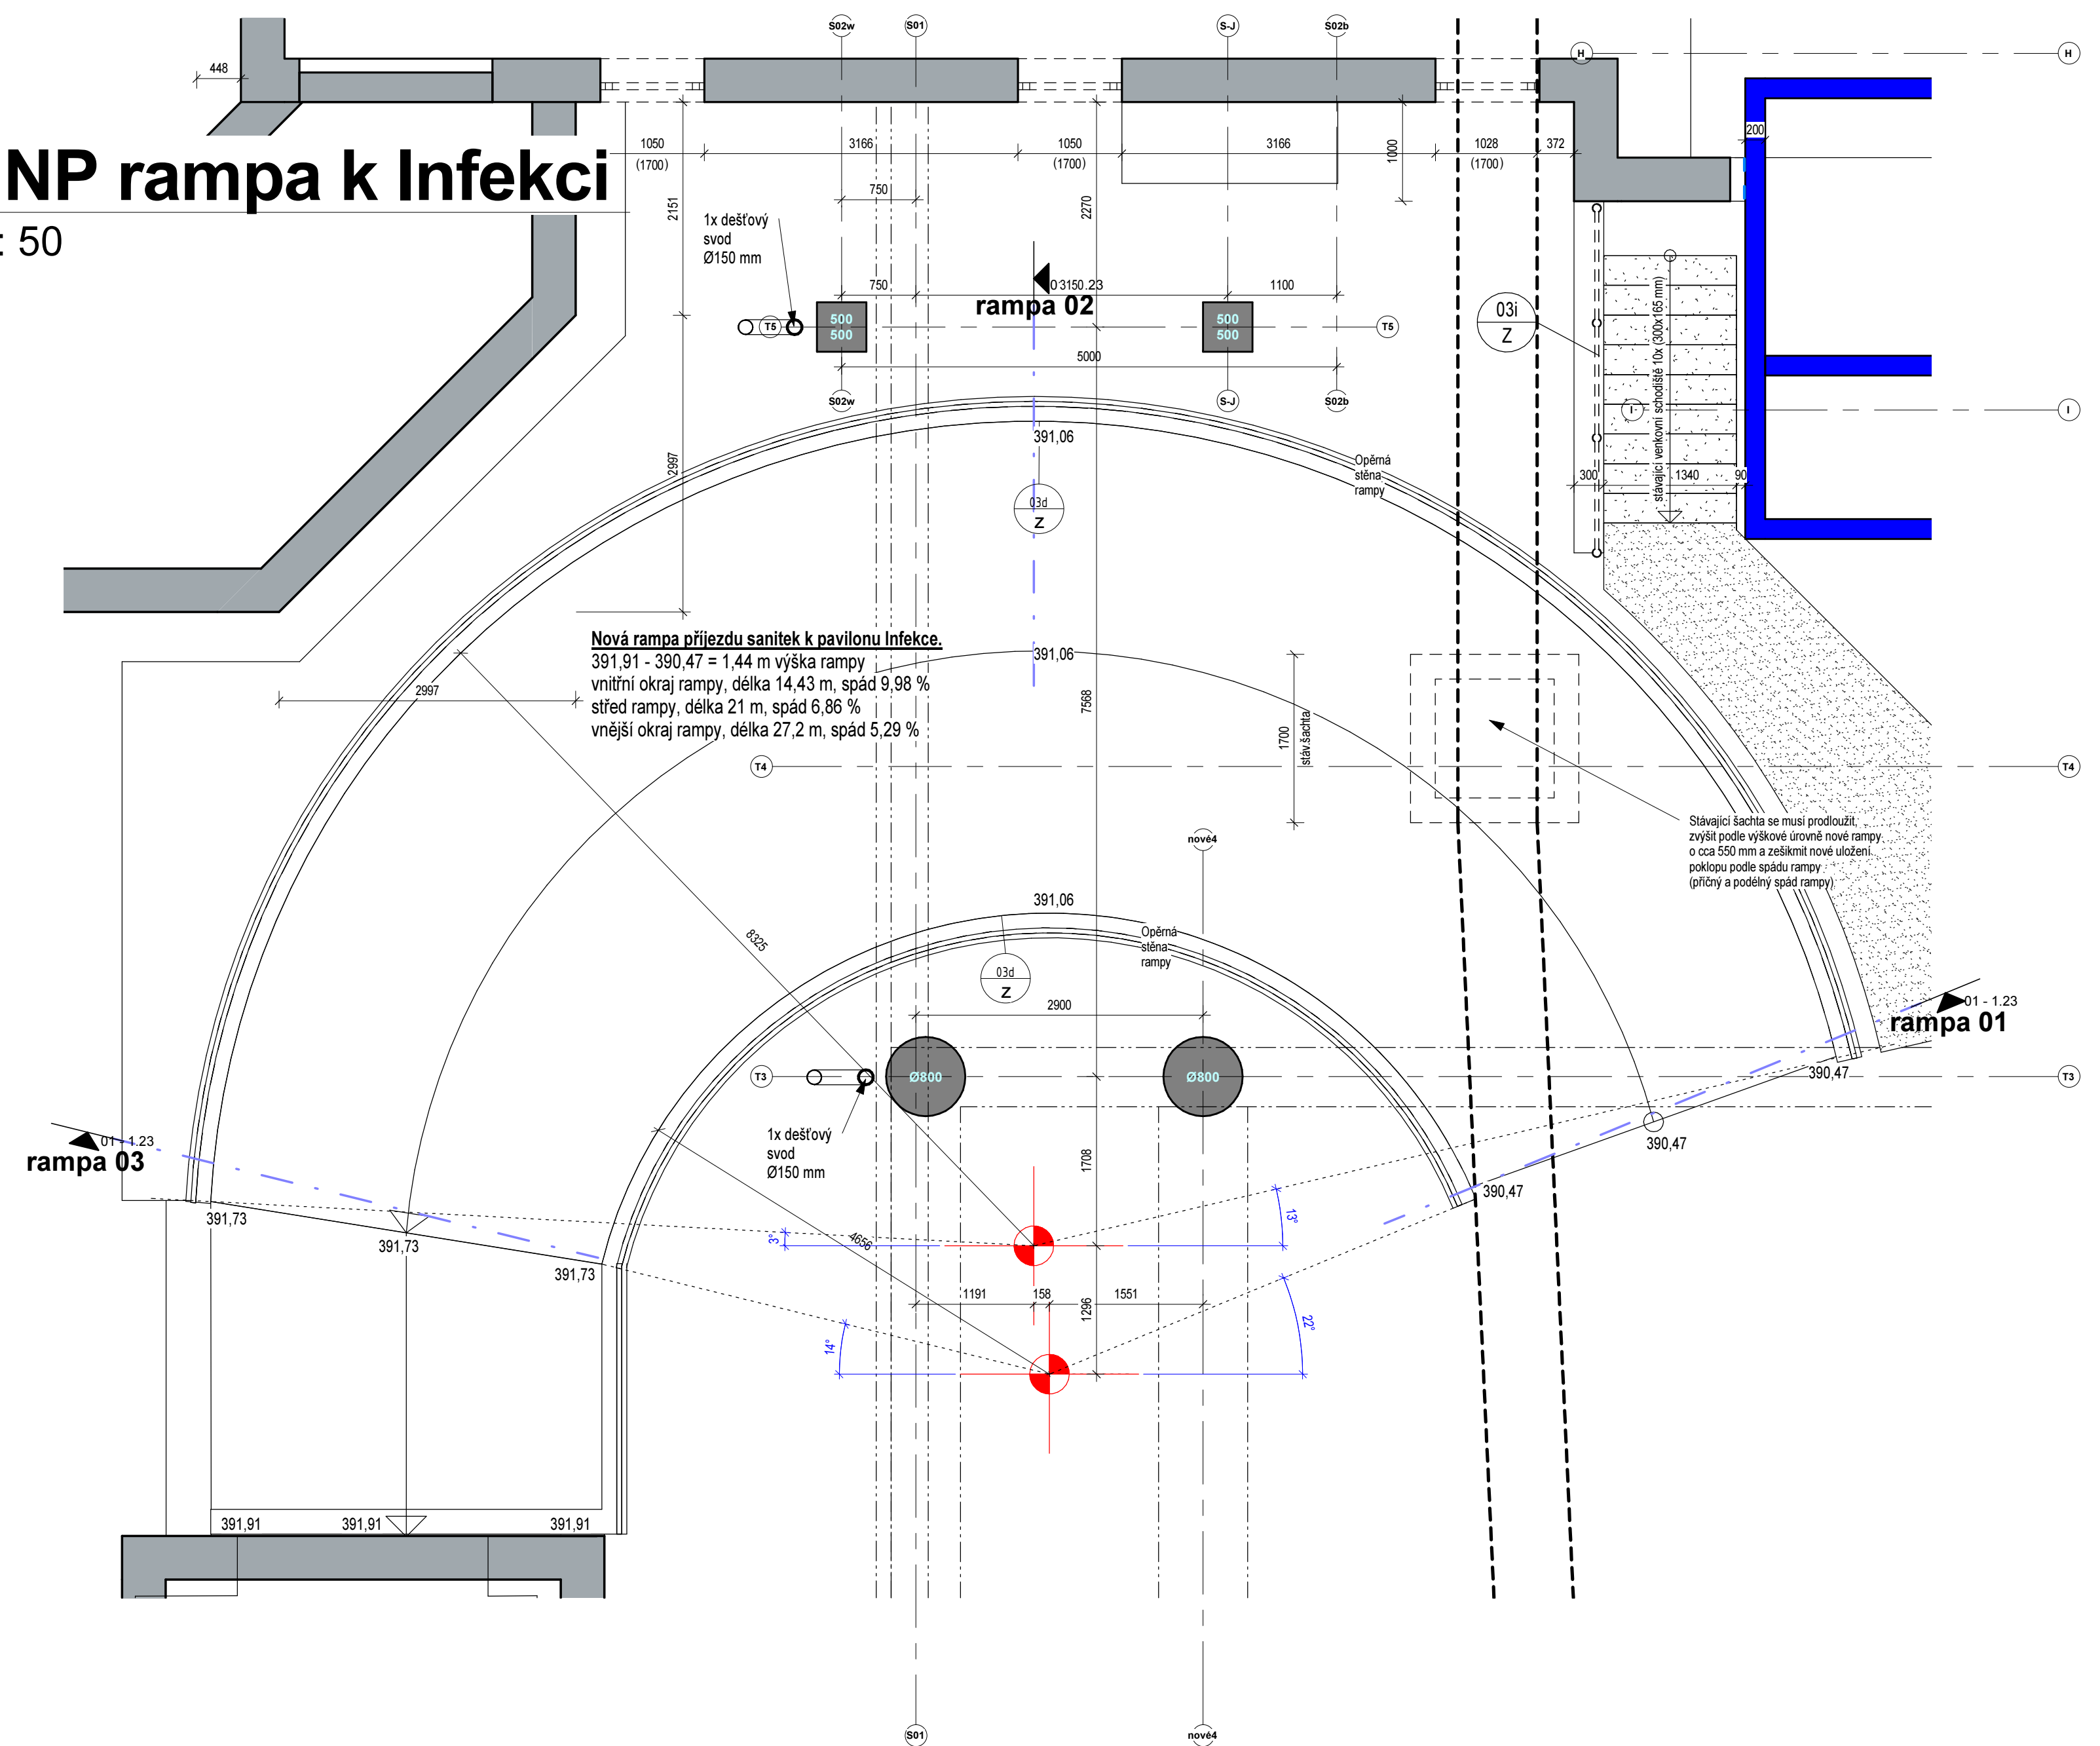 S02w
S01
S-J
S02b
H
H
448
200
1050
(1700)
3166
1050
(1700)
3166
1028
(1700)
372
1000
NP rampa k Infekci
: 50
750
2151
2270
1x dešťový
svod
Ø150 mm
750
1100
rampa 02
03i
Z
T5
500
500
500
500
T5
5000
S02w
S-J
S02b
stávající venkovní schodiště 10x (300x165 mm)
I
I
391,06
2997
Opěrná
stěna
rampy
300
1340
90
03d
Z
Nová rampa příjezdu sanitek k pavilonu Infekce.
391,91 - 390,47 = 1,44 m výška rampy
vnitřní okraj rampy, délka 14,43 m, spád 9,98 %
střed rampy, délka 21 m, spád 6,86 %
vnější okraj rampy, délka 27,2 m, spád 5,29 %
391,06
2997
7568
1700
stáv.šachta
T4
T4
Stávající šachta se musí prodloužit,
zvýšit podle výškové úrovně nové rampy
o cca 550 mm a zešikmit nové uložení
poklopu podle spádu rampy
(příčný a podélný spád rampy)
nové4
391,06
8325
Opěrná
stěna
rampy
03d
Z
2900
01 - 1.23
rampa 01
T3
Ø800
Ø800
390,47
T3
1x dešťový
svod
Ø150 mm
01 - 1.23
rampa 03
390,47
1708
390,47
391,73
391,73
391,73
3°
4656
13°
1191
158
1551
1296
14°
22°
391,91
391,91
391,91
S01
nové4